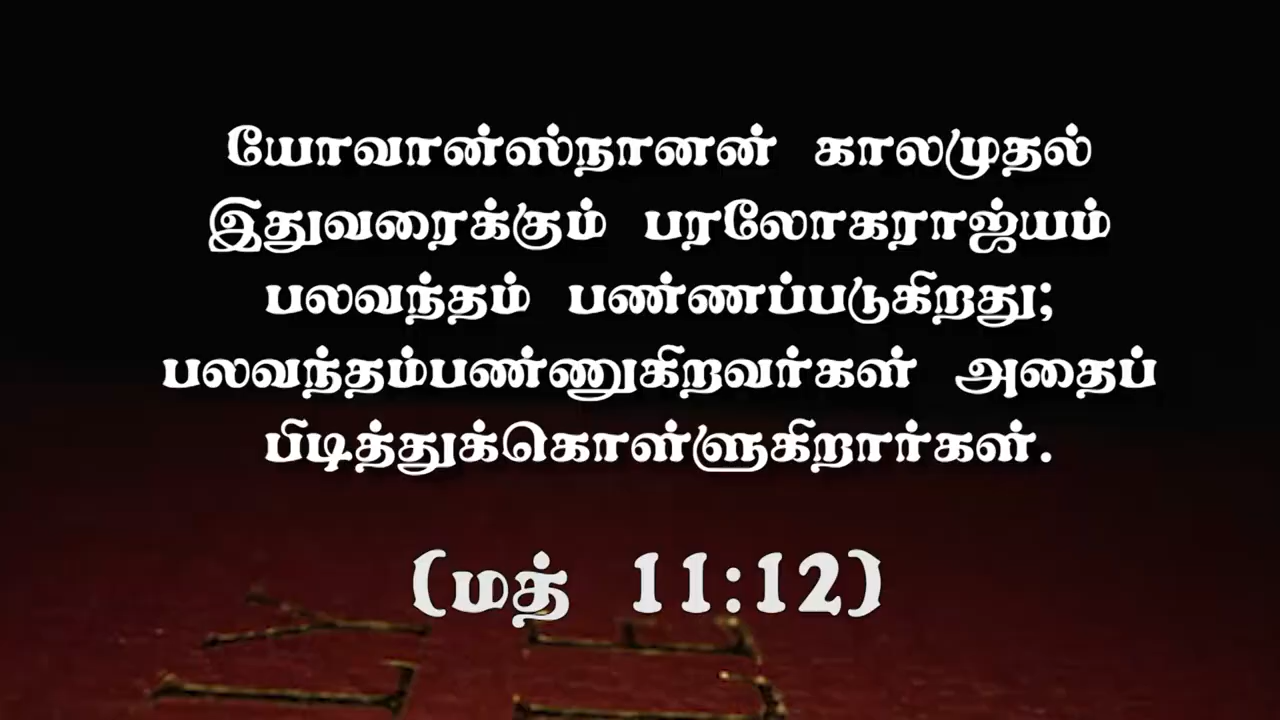 யோவான்ஸ்நானன் காலமுதல்
இதுவரைக்கும் பரலோகராஜ்யம்
பலவந்தம் பண்ணப்படுகிறது;
பலவந்தம்பண்ணுகிறவர்கள் அதைப்
பிடித்துக்கொள்ளுகிறார்கள்.
(மத் 11:12)